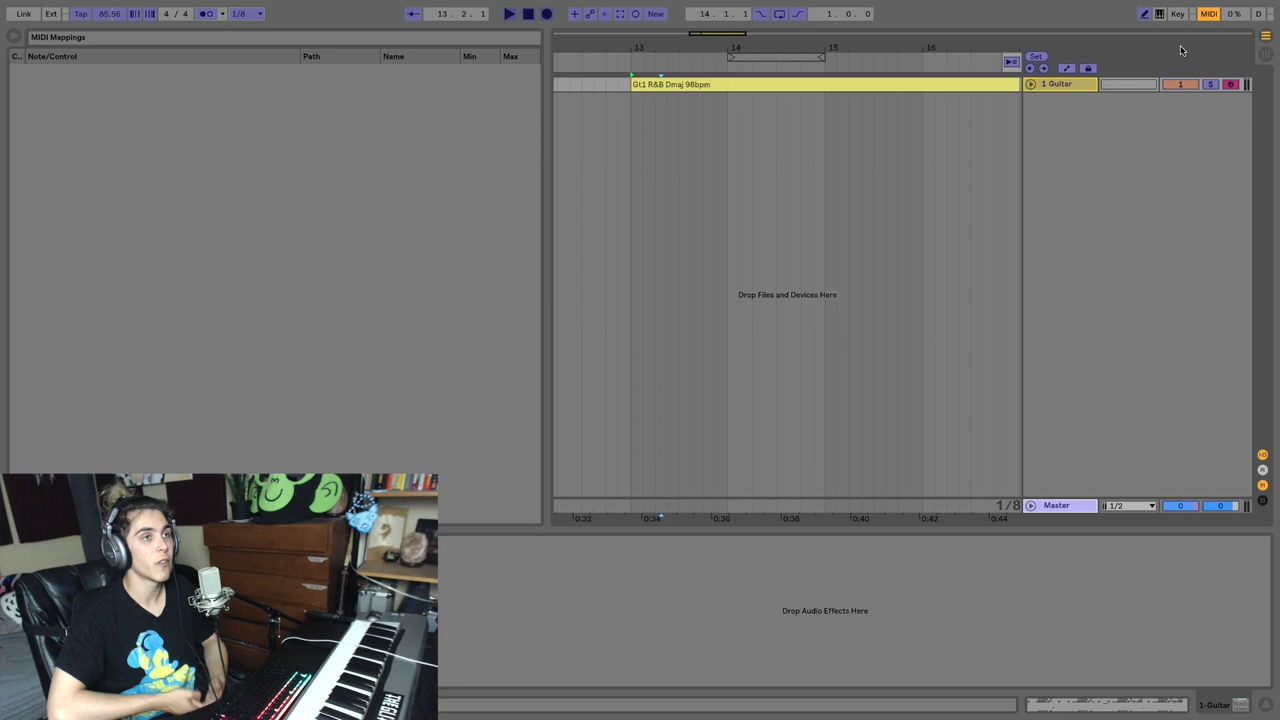 Link Ext Tap 85.56 4 / 4 1/8 13 . 2 . 1 New 14 . 1 . 1 1 . 0 . 0 Key MIDI 0 % D
MIDI Mappings
C.. Note/Control Path Name Min Max
13 14 15 16
Set
Gt1 R&B Dmaj 98bpm
1 Guitar 1 S
Drop Files and Devices Here
1/8
Master 1/2 0 0
0:32 0:34 0:36 0:38 0:40 0:42 0:44
Drop Audio Effects Here
1-Guitar